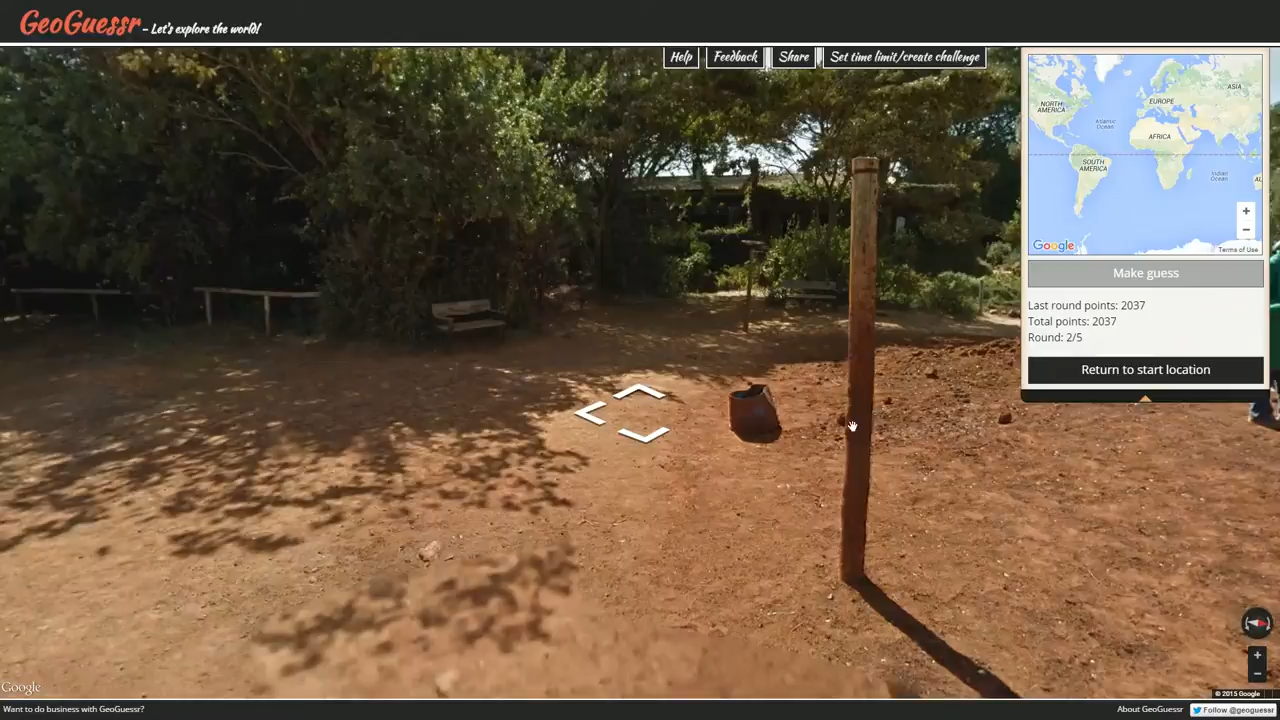 GeoGuessr - Let's explore the world!
Help
Feedback
Share
Set time limit/create challenge
NORTH AMERICA
EUROPE
ASIA
Atlantic Ocean
AFRICA
SOUTH AMERICA
Indian Ocean
AL
+
−
Google
Terms of Use
Make guess
Last round points: 2037
Total points: 2037
Round: 2/5
Return to start location
+
−
Google
© 2015 Google
Want to do business with GeoGuessr?
About GeoGuessr
Follow @geoguessr